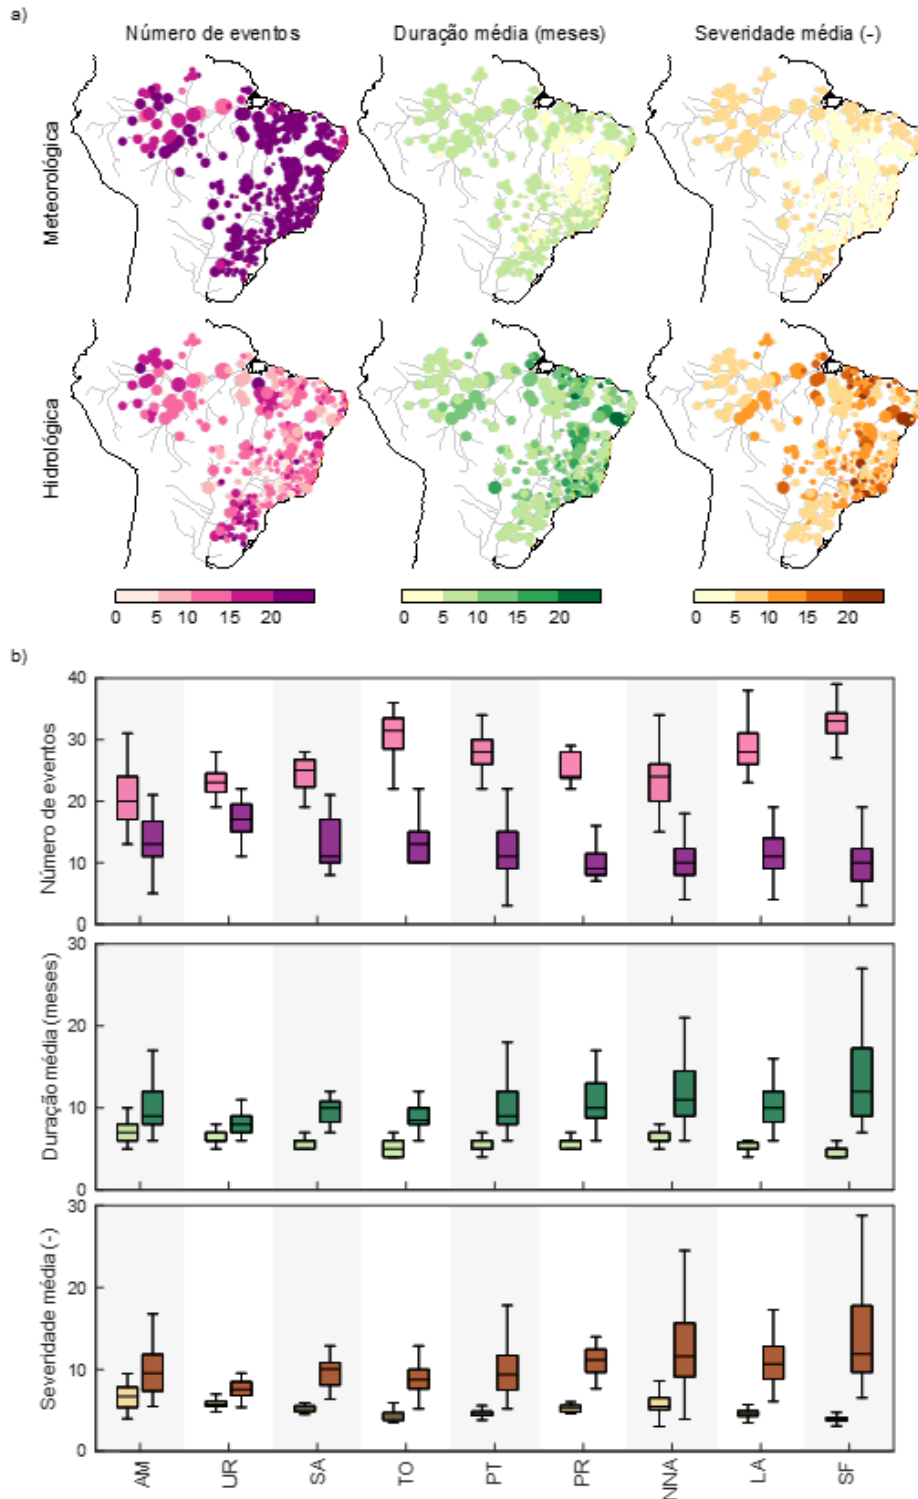 a)
Número de eventos
Duração média (meses)
Severidade média (-)
Meteorológica
Hidrológica
0 5 10 15 20
0 5 10 15 20
0 5 10 15 20
b)
Número de eventos
40
30
20
10
0
Duração média (meses)
30
20
10
0
Severidade média (-)
30
20
10
0
AM UR SA TO PT PR NNA LA SF